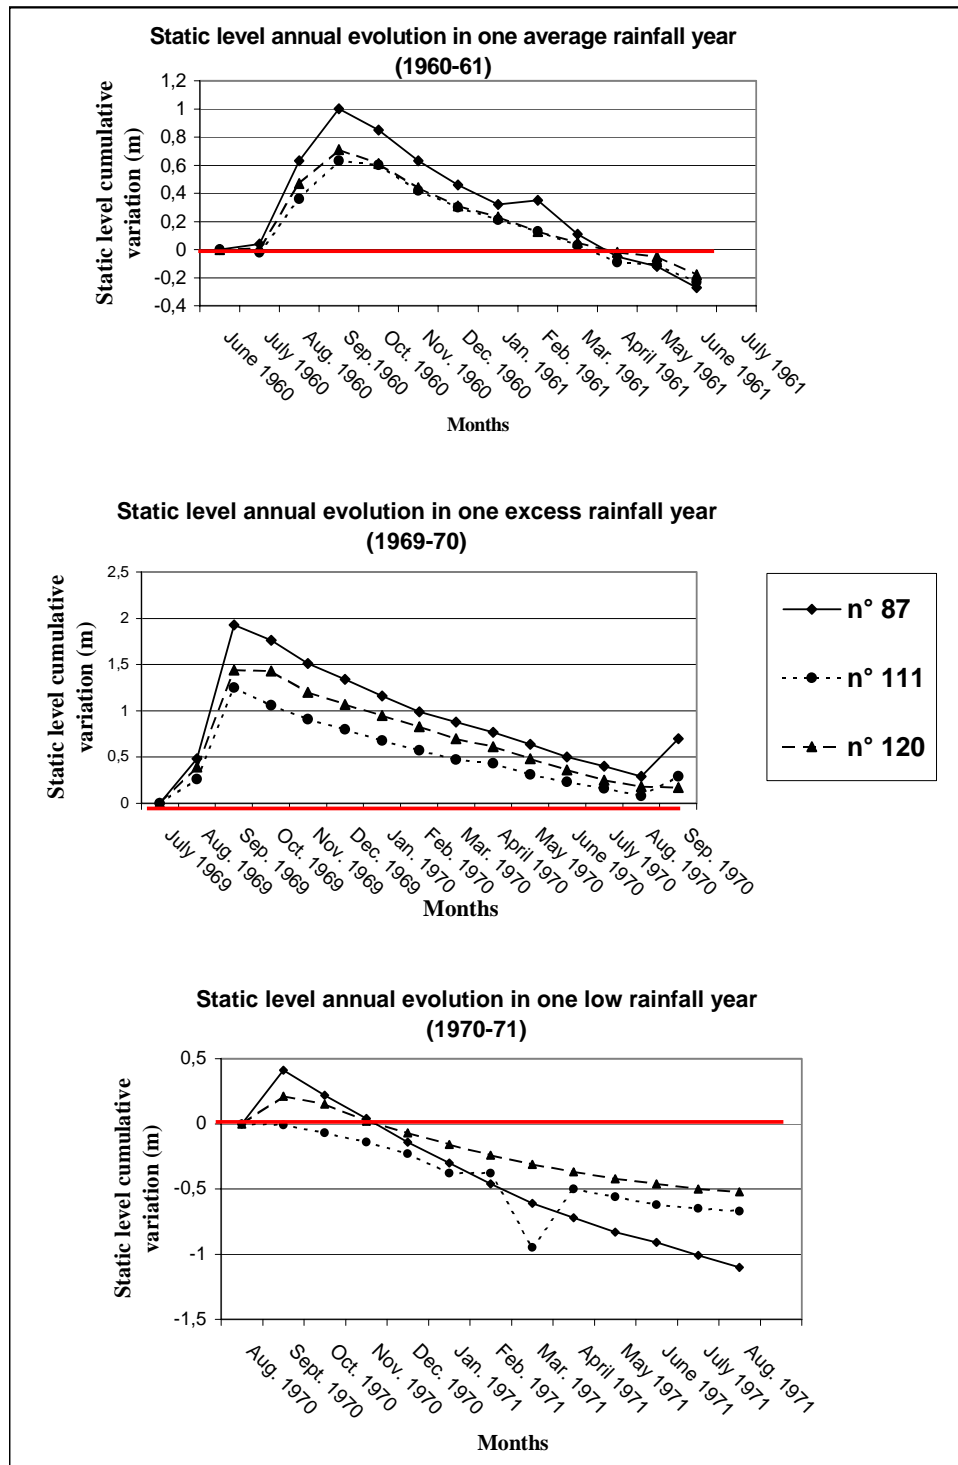 Static level annual evolution in one average rainfall year
(1960-61)
Static level cumulative
variation (m)
1,2
1
0,8
0,6
0,4
0,2
0
-0,2
-0,4
June 1960
July 1960
Aug. 1960
Sep. 1960
Oct. 1960
Nov. 1960
Dec. 1960
Jan. 1961
Feb. 1961
Mar. 1961
April 1961
May 1961
June 1961
July 1961
Months
Static level annual evolution in one excess rainfall year
(1969-70)
Static level cumulative
variation (m)
2,5
2
1,5
1
0,5
0
July 1969
Aug. 1969
Sep. 1969
Oct. 1969
Nov. 1969
Dec. 1969
Jan. 1970
Feb. 1970
Mar. 1970
April 1970
May 1970
June 1970
July 1970
Aug. 1970
Sep. 1970
Months
n° 87
n° 111
n° 120
Static level annual evolution in one low rainfall year
(1970-71)
Static level cumulative
variation (m)
0,5
0
-0,5
-1
-1,5
Aug. 1970
Sept. 1970
Oct. 1970
Nov. 1970
Dec. 1970
Jan. 1971
Feb. 1971
Mar. 1971
April 1971
May 1971
June 1971
July 1971
Aug. 1971
Months